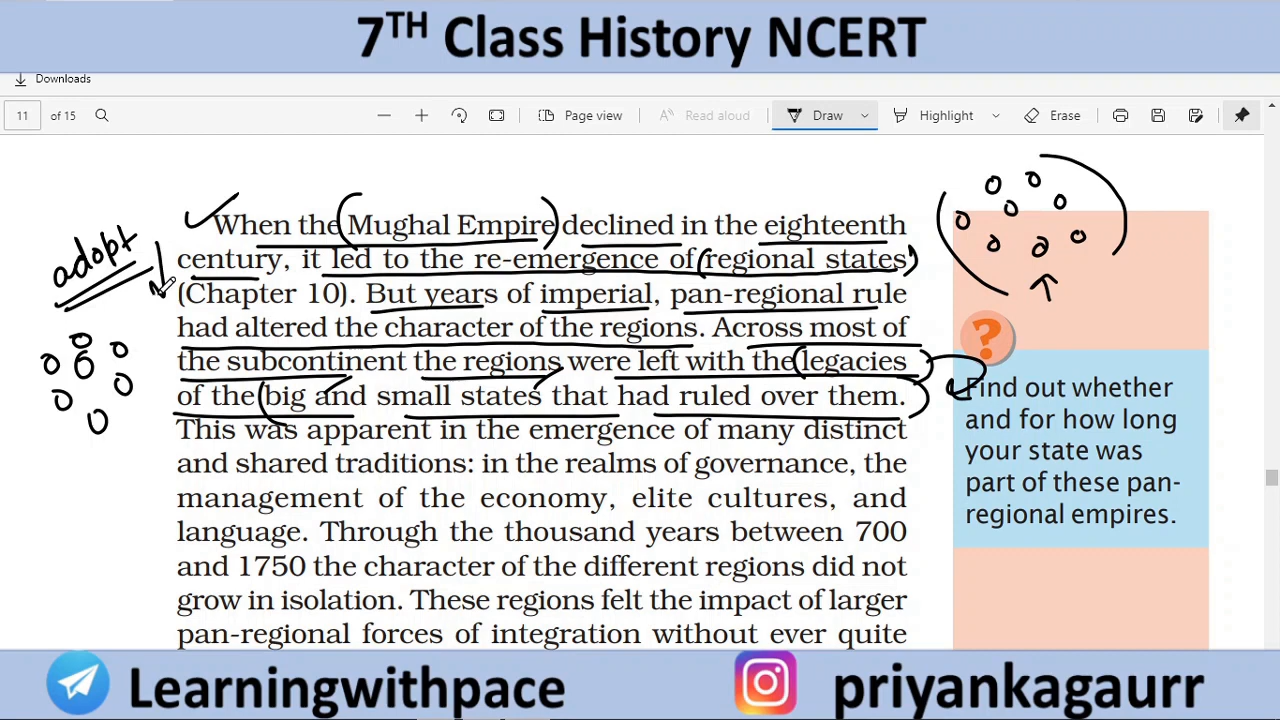 7TH Class History NCERT
Downloads
11 of 15 Page view Read aloud Draw Highlight Erase
When the Mughal Empire declined in the eighteenth
century, it led to the re-emergence of regional states
(Chapter 10). But years of imperial, pan-regional rule
had altered the character of the regions. Across most of
the subcontinent the regions were left with the legacies
of the big and small states that had ruled over them.
This was apparent in the emergence of many distinct
and shared traditions: in the realms of governance, the
management of the economy, elite cultures, and
language. Through the thousand years between 700
and 1750 the character of the different regions did not
grow in isolation. These regions felt the impact of larger
pan-regional forces of integration without ever quite
adopt
?
Find out whether
and for how long
your state was
part of these pan-
regional empires.
Learningwithpace priyankagaurr